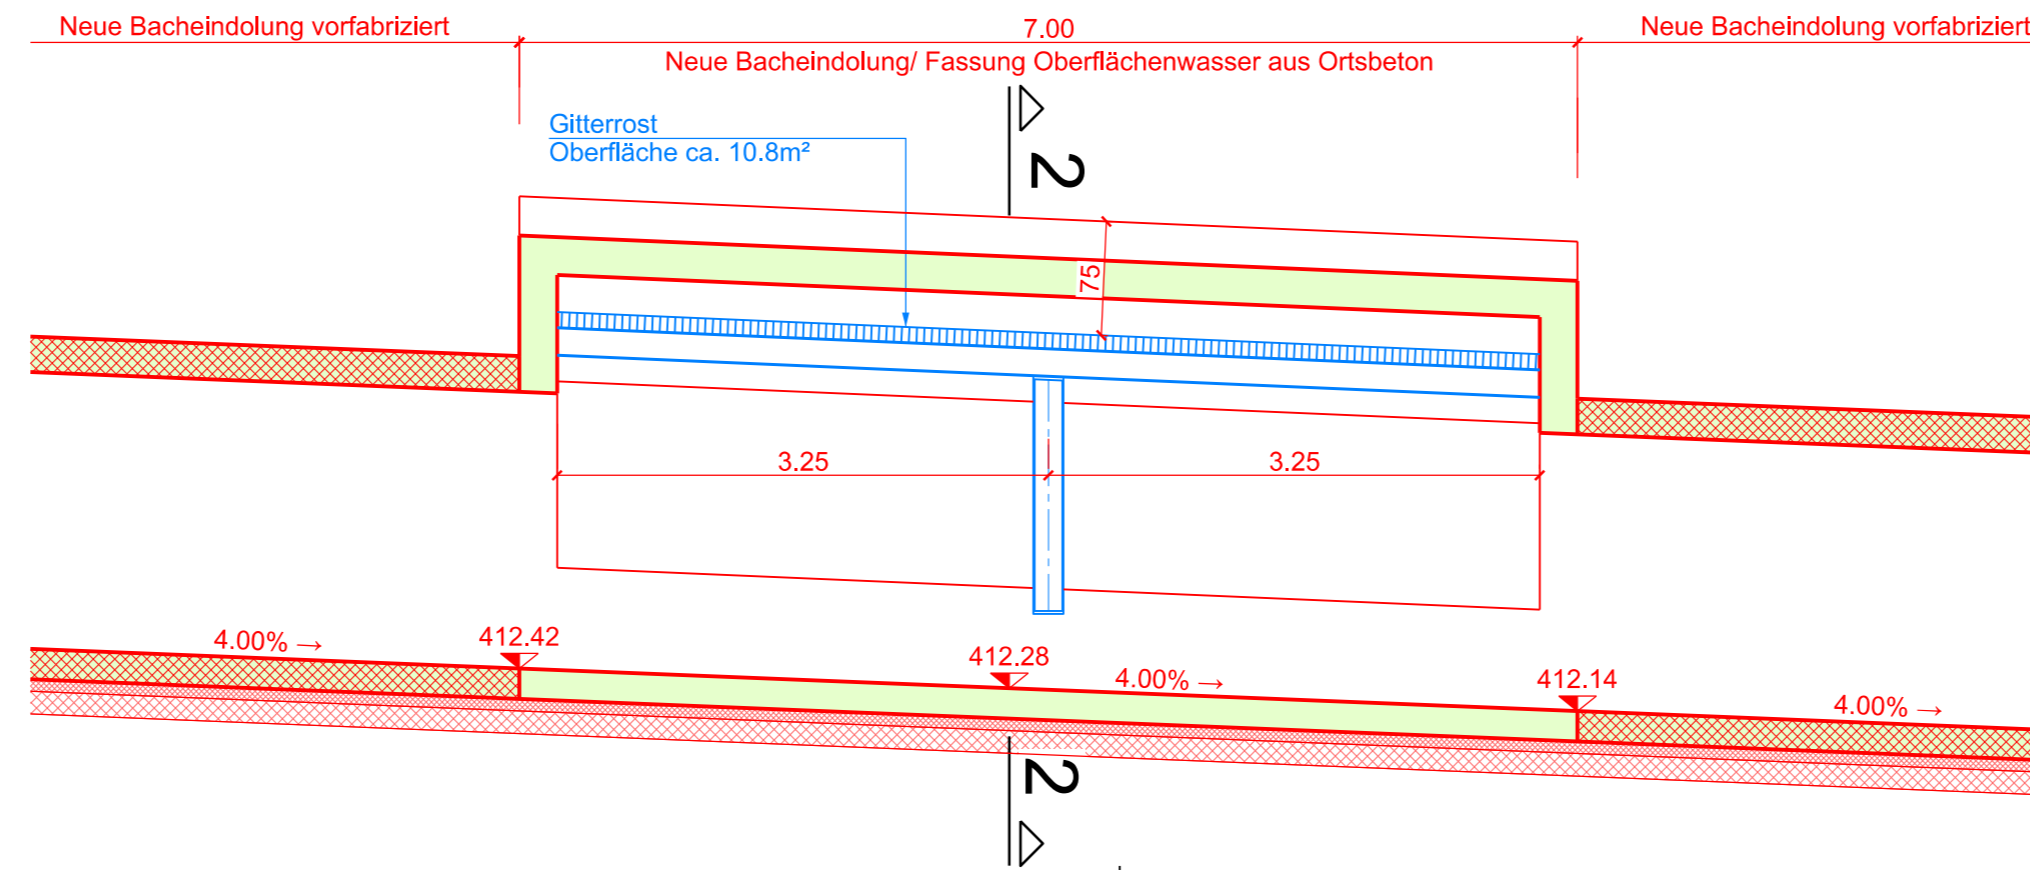 Neue Bacheindolung vorfabriziert
7.00
Neue Bacheindolung vorfabriziert
Neue Bacheindolung/ Fassung Oberflächenwasser aus Ortsbeton
Gitterrost
Oberfläche ca. 10.8m²
2
75
3.25
3.25
4.00% →
412.42
412.28
4.00% →
412.14
4.00% →
2